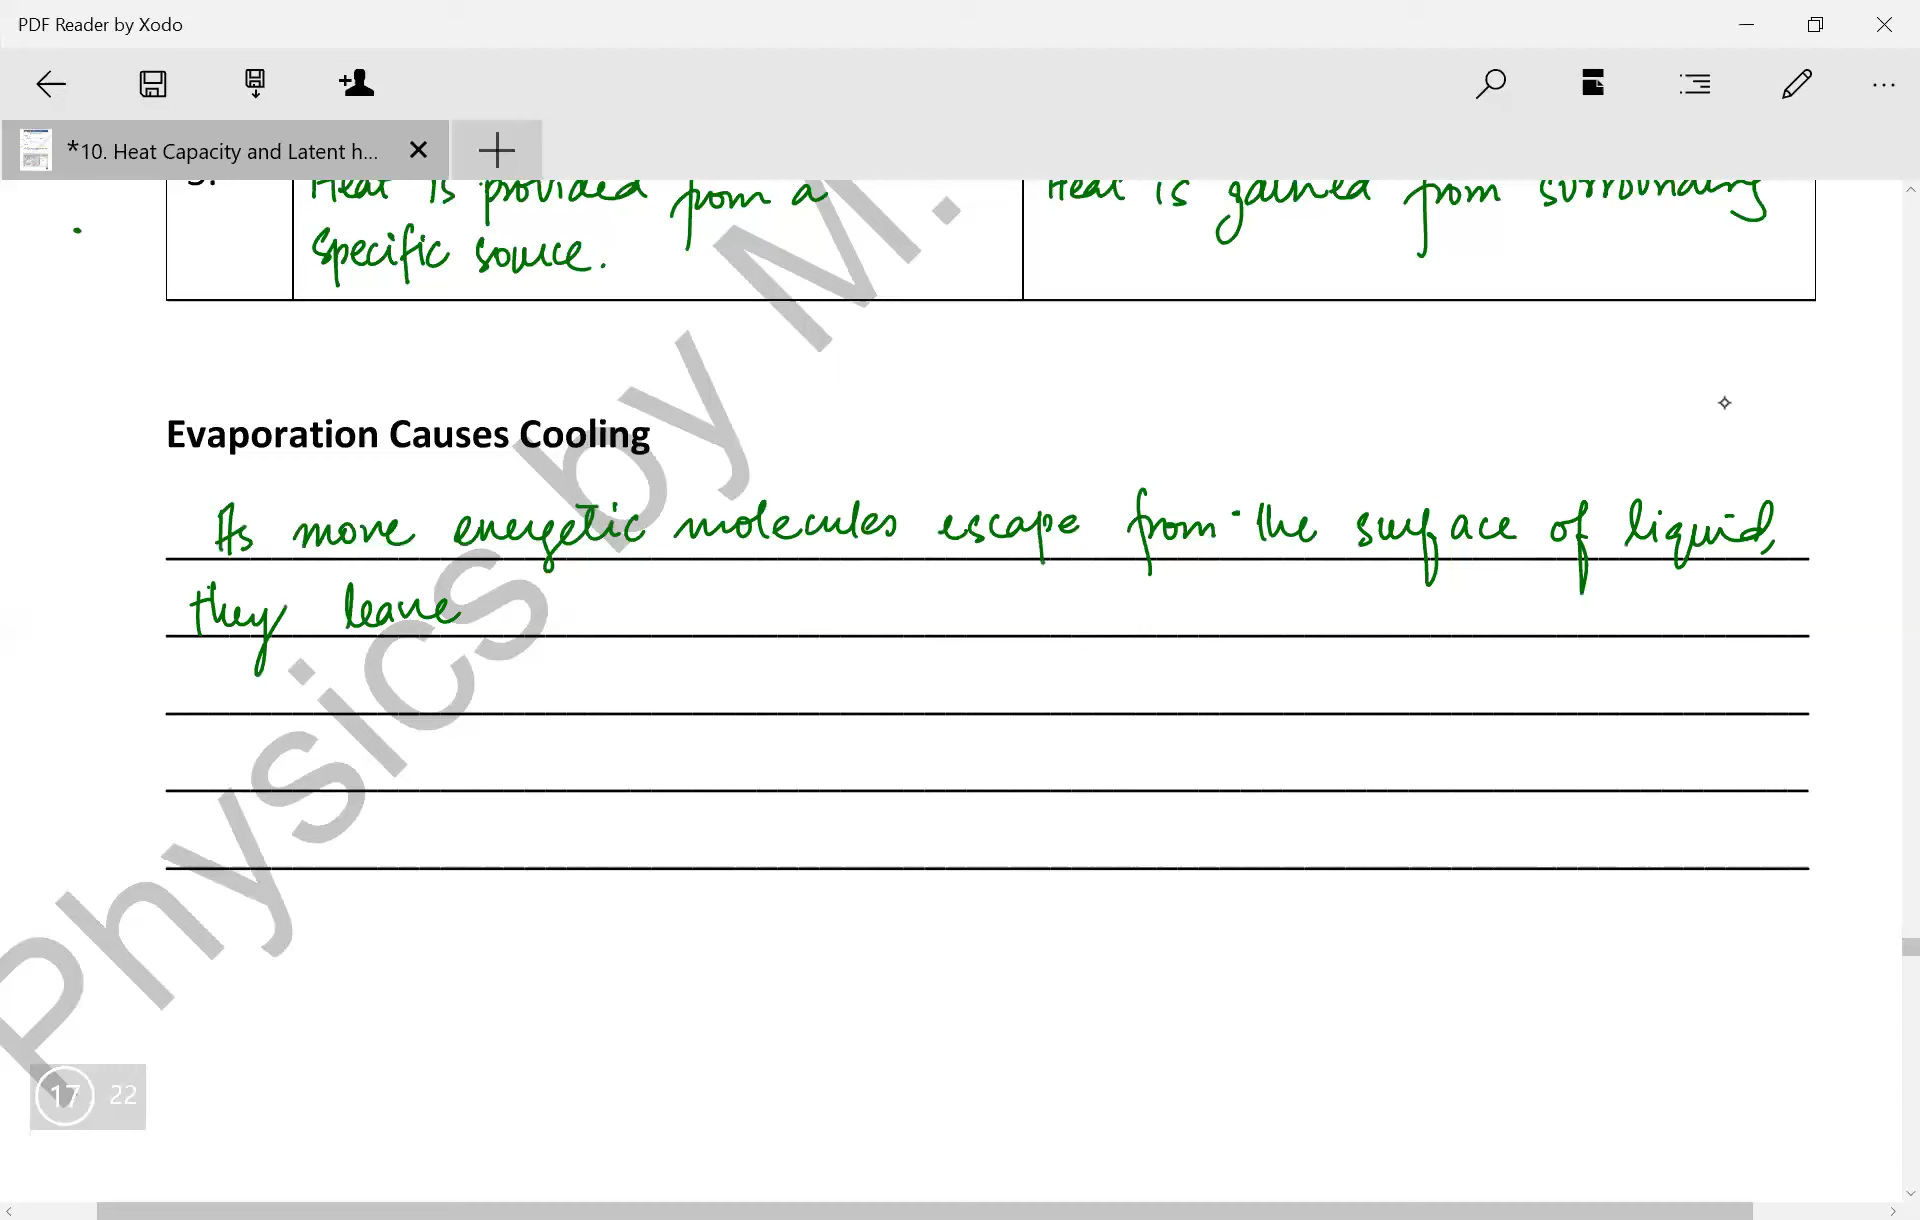 PDF Reader by Xodo
*10. Heat Capacity and Latent h...
3.
Heat is provided from a
specific source.
Heat is gained from surrounding
Evaporation Causes Cooling
As more energetic molecules escape from the surface of liquid,
they leave
Physics by M.
17 22